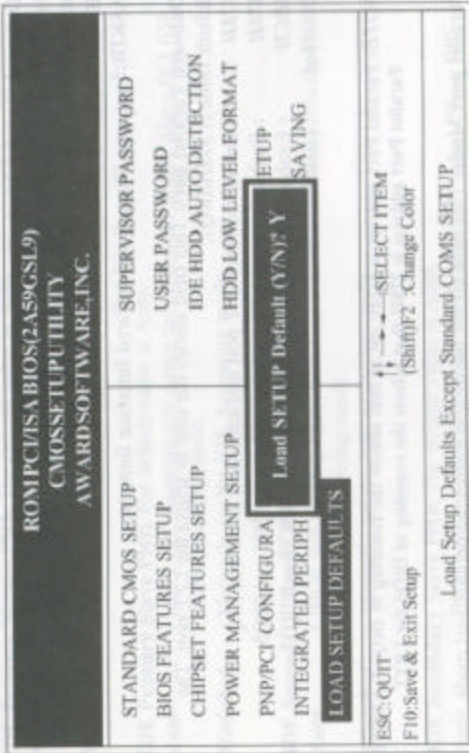 ROMPCI/ISA BIOS(2A59GSL9)
CMOSSETUPUTILITY
AWARDSOFTWARE,INC.
STANDARD CMOS SETUP
BIOS FEATURES SETUP
CHIPSET FEATURES SETUP
POWER MANAGEMENT SETUP
PNP/PCI CONFIGURA
INTEGRATED PERIPH
LOAD SETUP DEFAULTS
SUPERVISOR PASSWORD
USER PASSWORD
IDE HDD AUTO DETECTION
HDD LOW LEVEL FORMAT
ETUP
SAVING
Load SETUP Default (Y/N)? Y
ESC:QUIT
F10:Save & Exit Setup
↑↓→←:SELECT ITEM
(Shift)F2 :Change Color
Load Setup Defaults Except Standard COMS SETUP